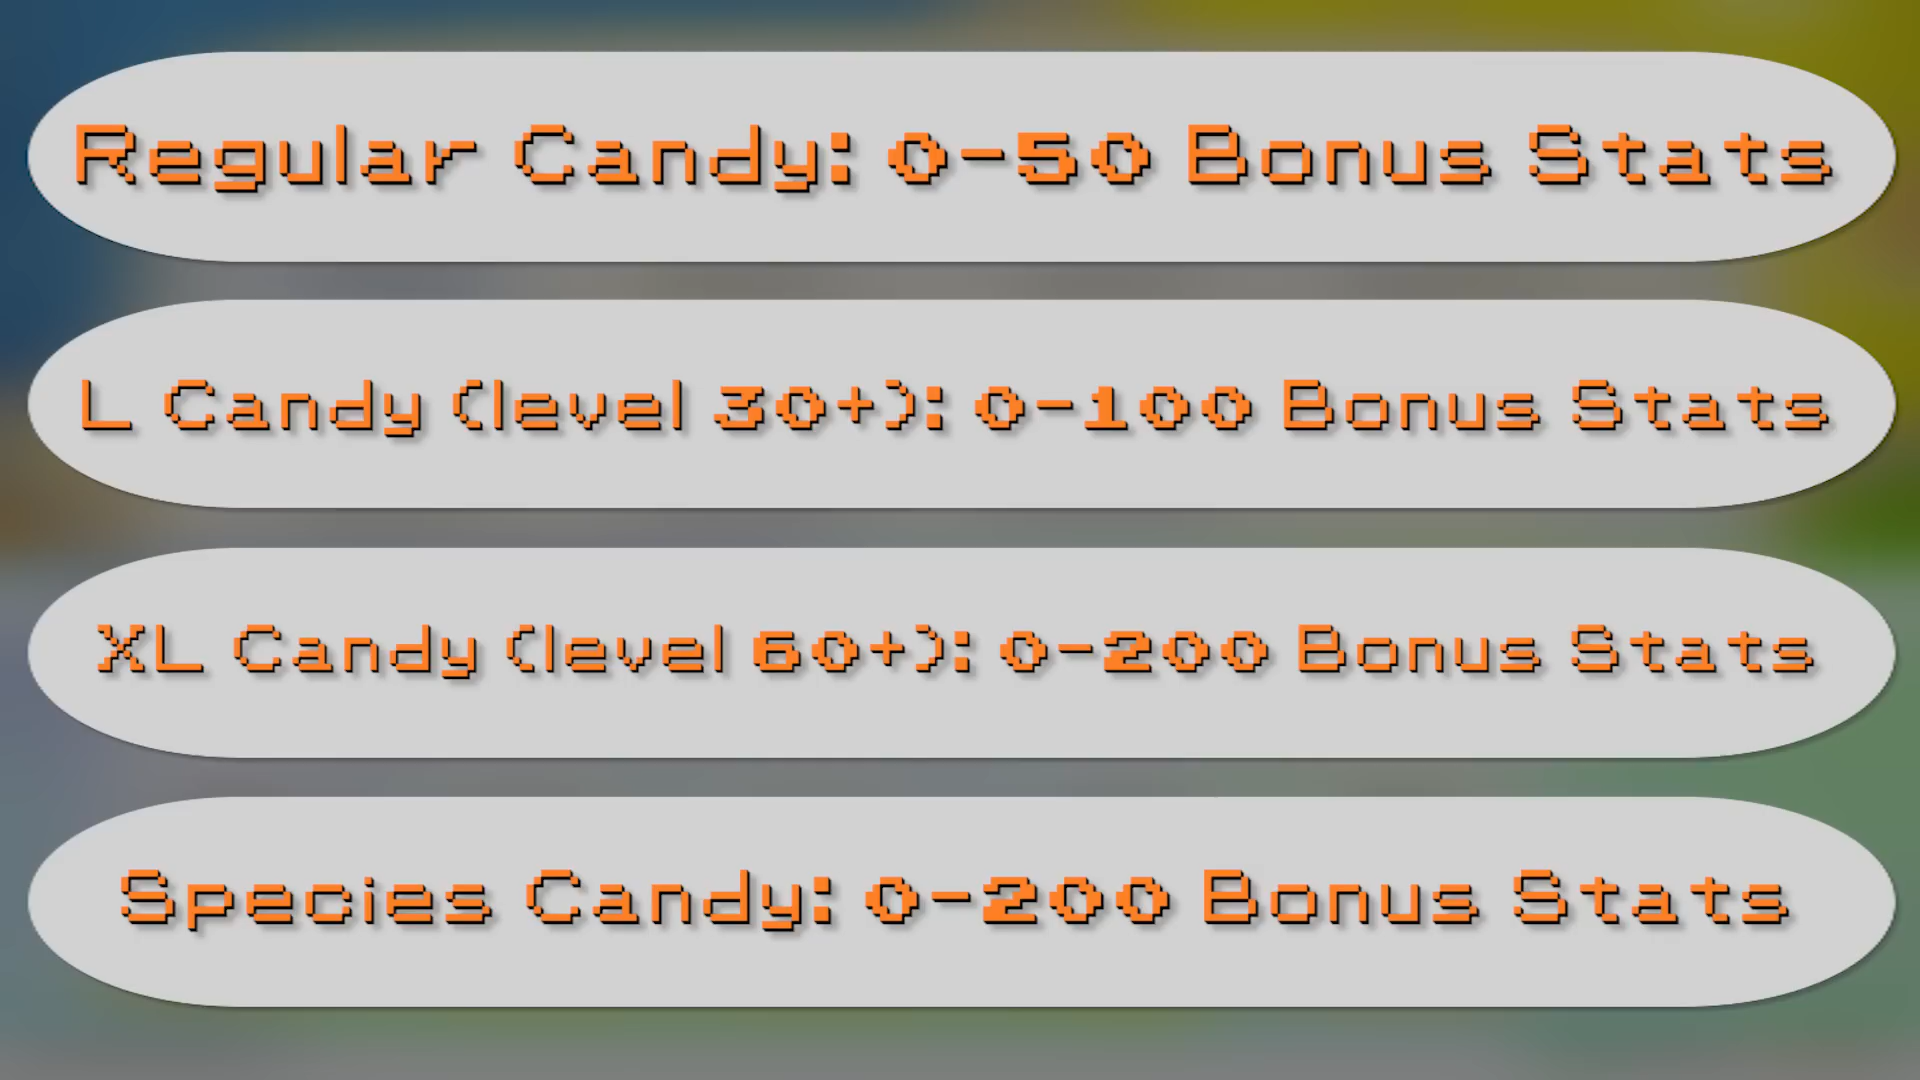 Regular Candy: 0-50 Bonus Stats
L Candy (level 30+): 0-100 Bonus Stats
XL Candy (level 60+): 0-200 Bonus Stats
Species Candy: 0-200 Bonus Stats